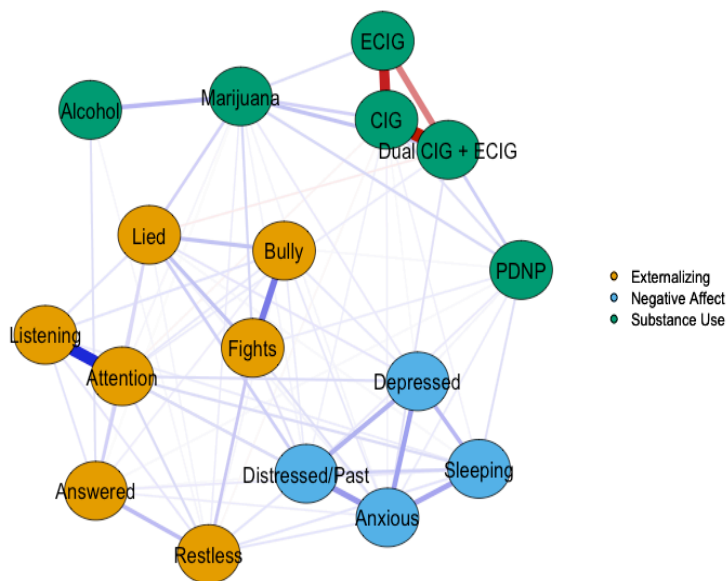 ECIG
Marijuana
Alcohol
CIG
Dual CIG + ECIG
Lied
Bully
PDNP
Externalizing
Negative Affect
Substance Use
Listening
Fights
Attention
Depressed
Distressed/Past
Sleeping
Answered
Anxious
Restless